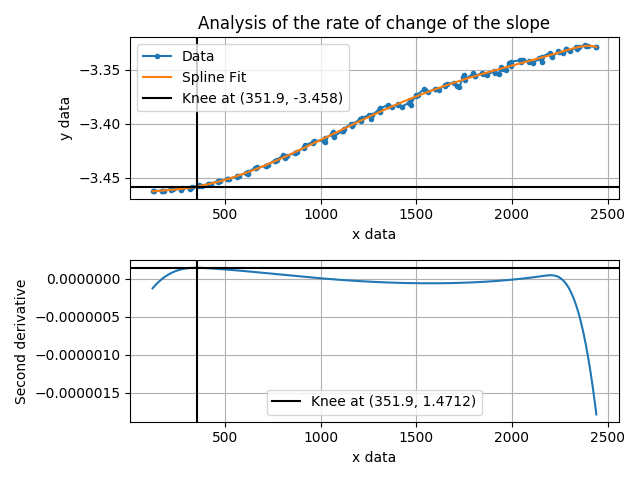 Analysis of the rate of change of the slope
Data
Spline Fit
Knee at (351.9, -3.458)
y data
−3.35
−3.40
−3.45
500 1000 1500 2000 2500
x data
Second derivative
0.0000000
−0.0000005
−0.0000010
−0.0000015
Knee at (351.9, 1.4712)
500 1000 1500 2000 2500
x data